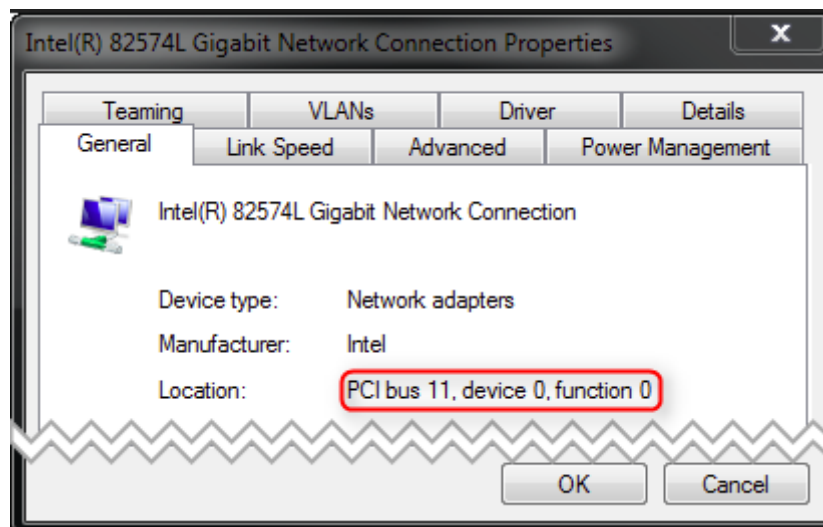 Intel(R) 82574L Gigabit Network Connection Properties
x
Teaming VLANs Driver Details
General Link Speed Advanced Power Management
Intel(R) 82574L Gigabit Network Connection
Device type: Network adapters
Manufacturer: Intel
Location: PCI bus 11, device 0, function 0
OK Cancel